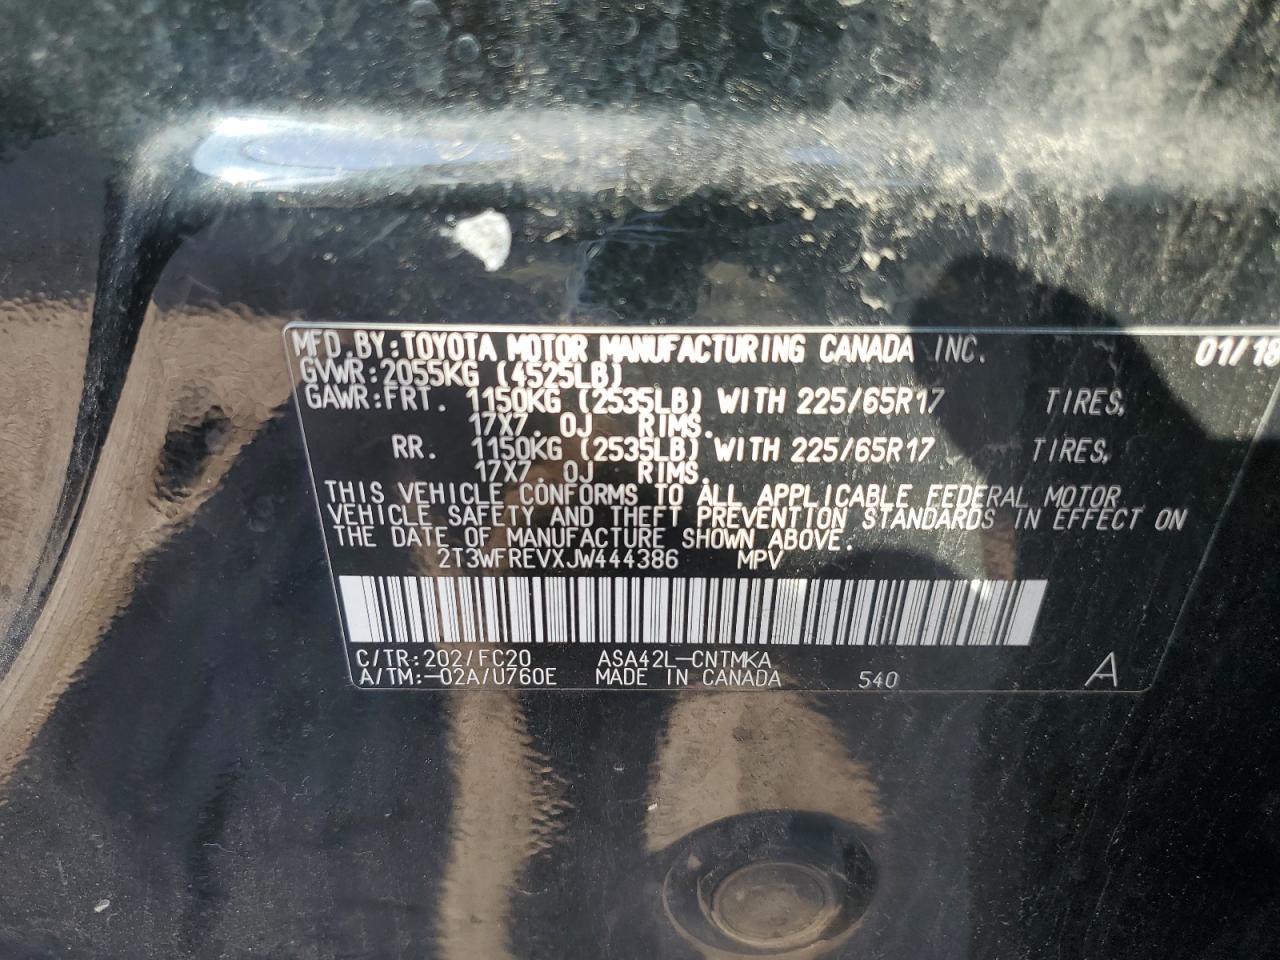 MFD. BY: TOYOTA MOTOR MANUFACTURING CANADA INC. 01/18
GVWR: 2055KG (4525LB)
GAWR: FRT. 1150KG (2535LB) WITH 225/65R17 TIRES,
17X7. 0J RIMS.
RR. 1150KG (2535LB) WITH 225/65R17 TIRES,
17X7. 0J RIMS.
THIS VEHICLE CONFORMS TO ALL APPLICABLE FEDERAL MOTOR
VEHICLE SAFETY AND THEFT PREVENTION STANDARDS IN EFFECT ON
THE DATE OF MANUFACTURE SHOWN ABOVE.
2T3WFREVXJW444386 MPV
C/TR: 202/FC20 ASA42L-CNTMKA
A/TM: -02A/U760E MADE IN CANADA 540 A